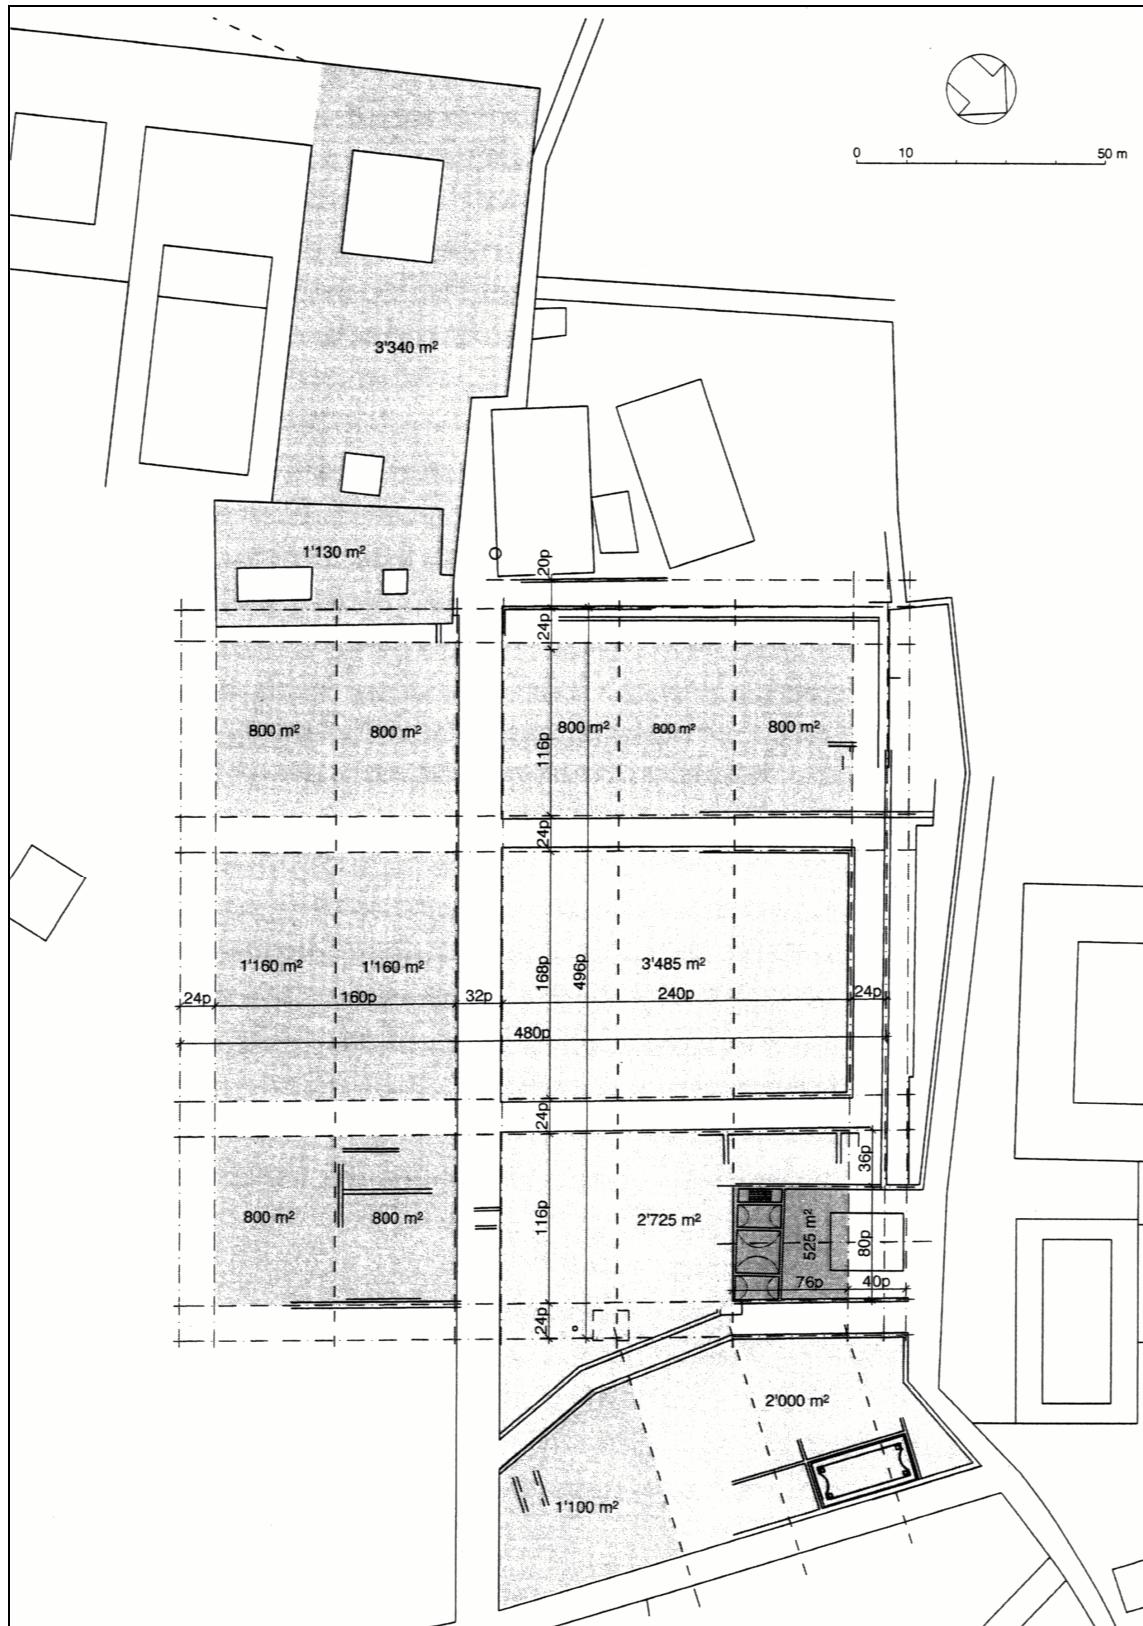 0 10 50 m
3'340 m²
1'130 m²
20p
24p
800 m² 800 m² 800 m² 800 m² 800 m²
116p
24p
1'160 m² 1'160 m² 168p 496p 3'485 m²
24p 160p 32p 240p 24p
480p
24p
36p
800 m² 800 m² 116p 2'725 m² 525 m² 80p
76p 40p
24p
2'000 m²
1'100 m²